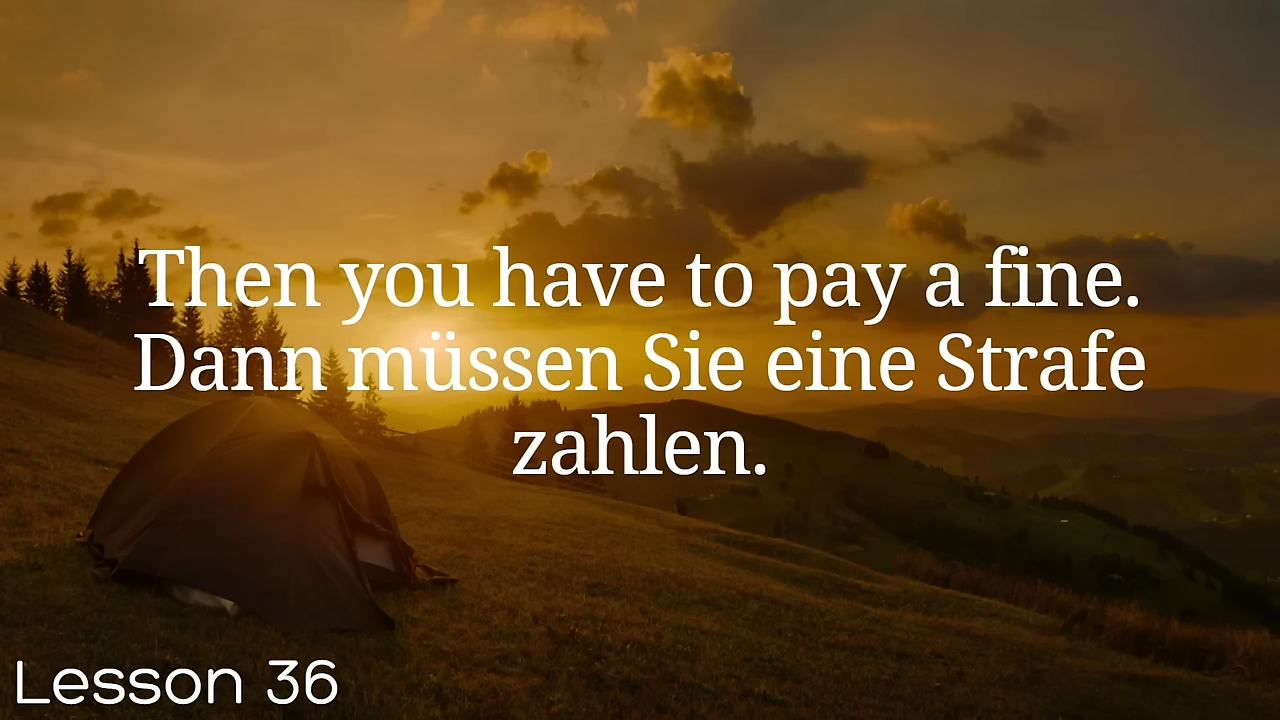 Then you have to pay a fine.
Dann müssen Sie eine Strafe
zahlen.
Lesson 36